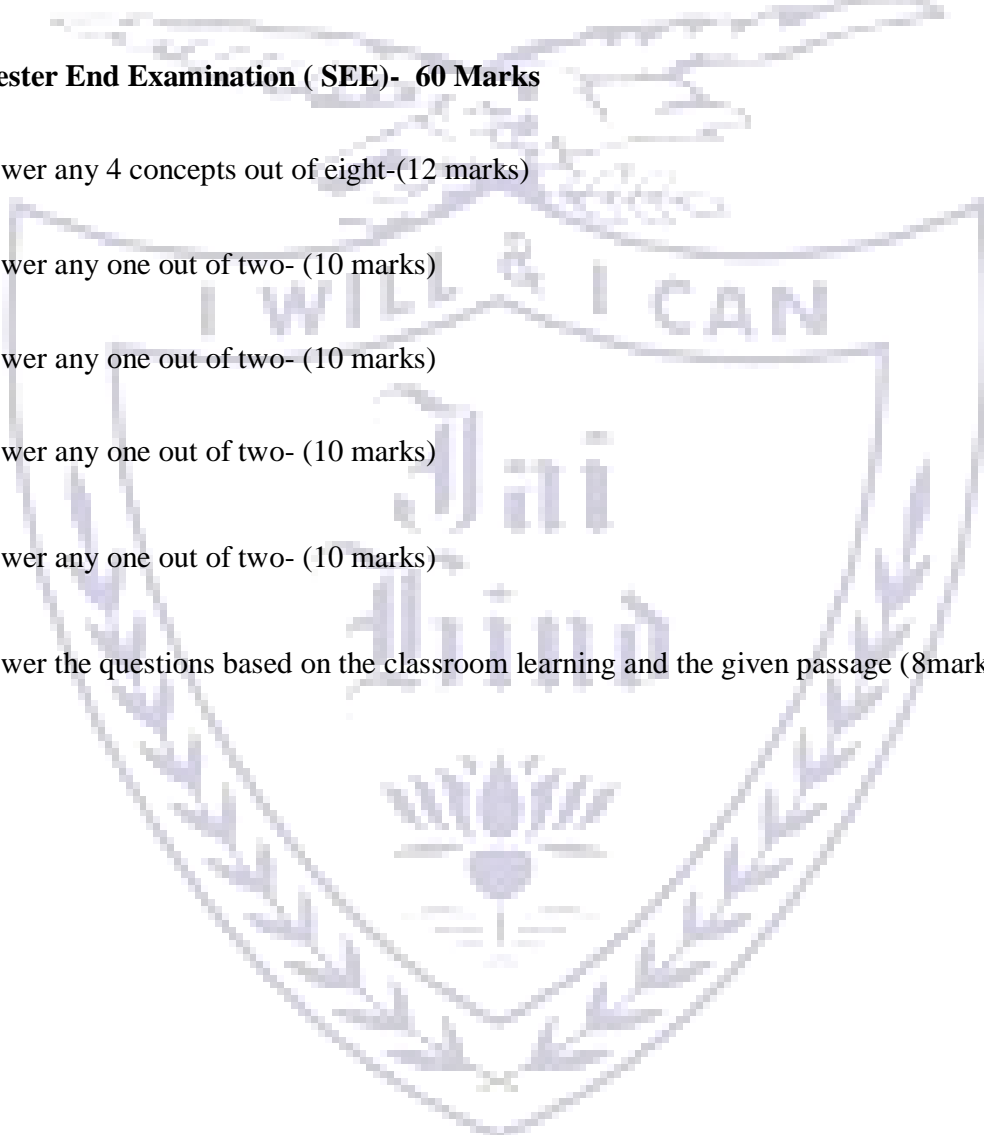 ester End Examination ( SEE)-  60 Marks
wer any 4 concepts out of eight-(12 marks)
wer any one out of two- (10 marks)
I WILL & I CAN
wer any one out of two- (10 marks)
Jai
wer any one out of two- (10 marks)
wer any one out of two- (10 marks)
Hind
wer the questions based on the classroom learning and the given passage (8mark